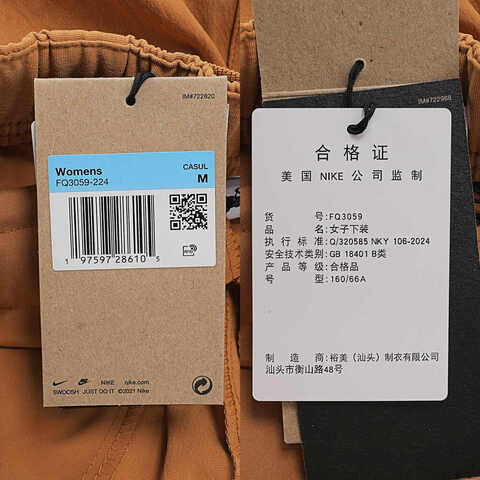 IM#722620
Womens
CASUL
FQ3059-224
M
1 97597 28610 5
NIKE
nike.com
SWOOSH JUST DO IT ©2021 Nike
IM#722968
合格证
美国 NIKE 公司监制
货 号:FQ3059
品 名:女子下装
执行标准:Q/320585 NKY 106-2024
安全技术类别:GB 18401 B类
产品等级:合格品
号 型:160/66A
制造商:裕美（汕头）制衣有限公司
汕头市衡山路48号